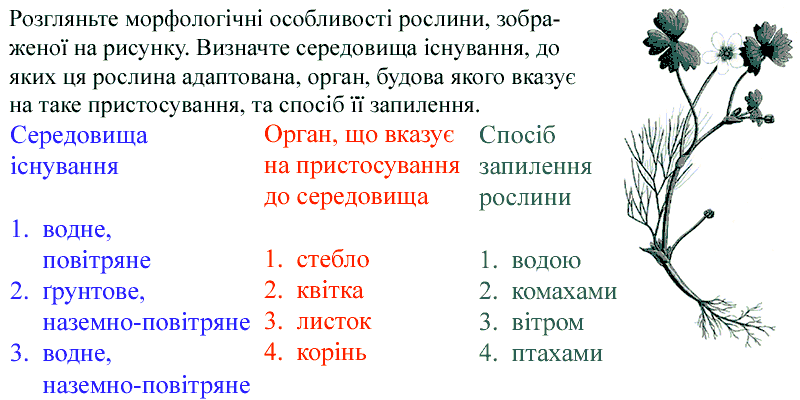 Розгляньте морфологічні особливості рослини, зобра-
женої на рисунку. Визначте середовища існування, до
яких ця рослина адаптована, орган, будова якого вказує
на таке пристосування, та спосіб її запилення.
Середовища
існування
1. водне,
повітряне
2. ґрунтове,
наземно-повітряне
3. водне,
наземно-повітряне
Орган, що вказує
на пристосування
до середовища
1. стебло
2. квітка
3. листок
4. корінь
Спосіб
запилення
рослини
1. водою
2. комахами
3. вітром
4. птахами